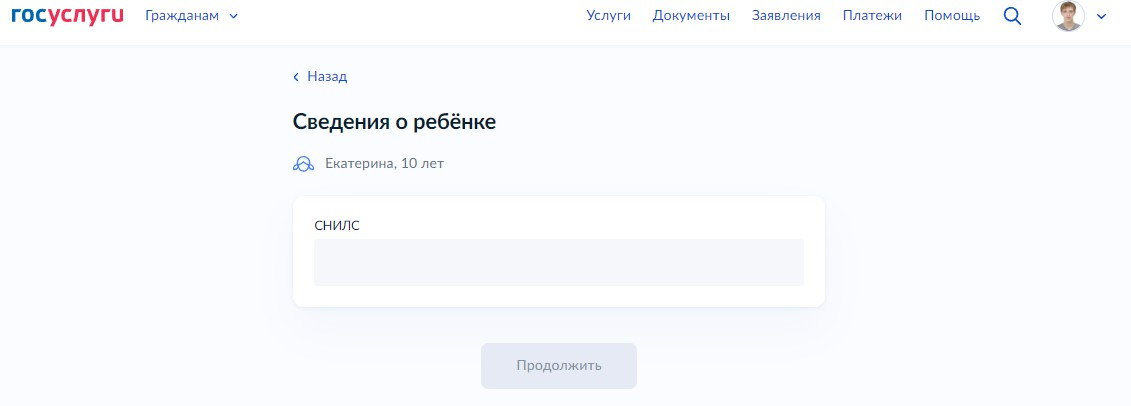 госуслуги Гражданам Услуги Документы Заявления Платежи Помощь
Назад
Сведения о ребёнке
Екатерина, 10 лет
СНИЛС
Продолжить